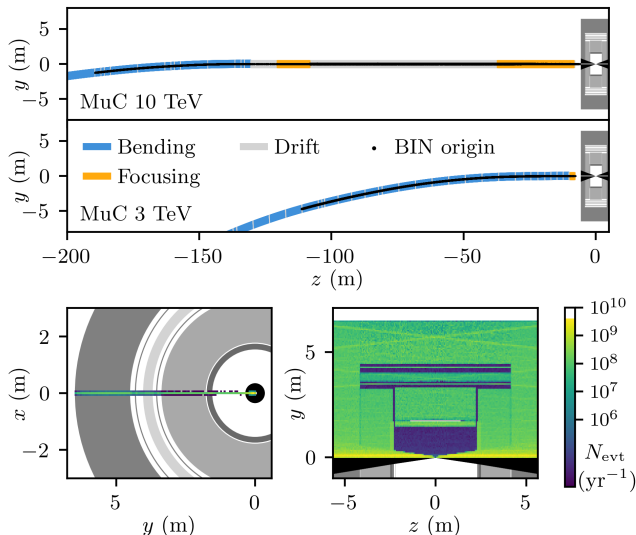 5
0
−5
y (m)
MuC 10 TeV
5
0
−5
y (m)
Bending
Drift
BIN origin
Focusing
MuC 3 TeV
−200 −150 −100 −50 0
z (m)
2
0
−2
x (m)
5 0
y (m)
5
0
y (m)
−5 0 5
z (m)
10^10
10^9
10^8
10^7
10^6
N_evt
(yr^−1)